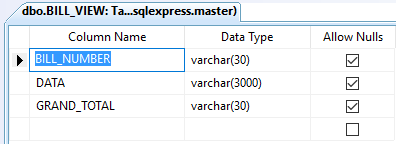 dbo.BILL_VIEW: Ta...sqlexpress.master)
Column Name Data Type Allow Nulls
BILL_NUMBER varchar(30)
DATA varchar(3000)
GRAND_TOTAL varchar(30)